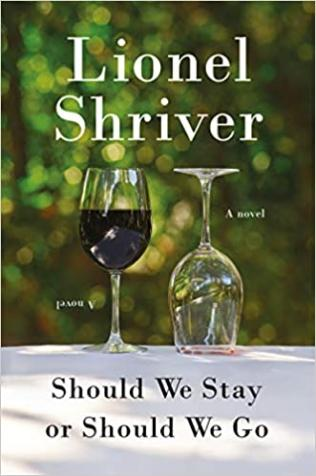 Lionel
Shriver
A novel
A novel
Should We Stay
or Should We Go